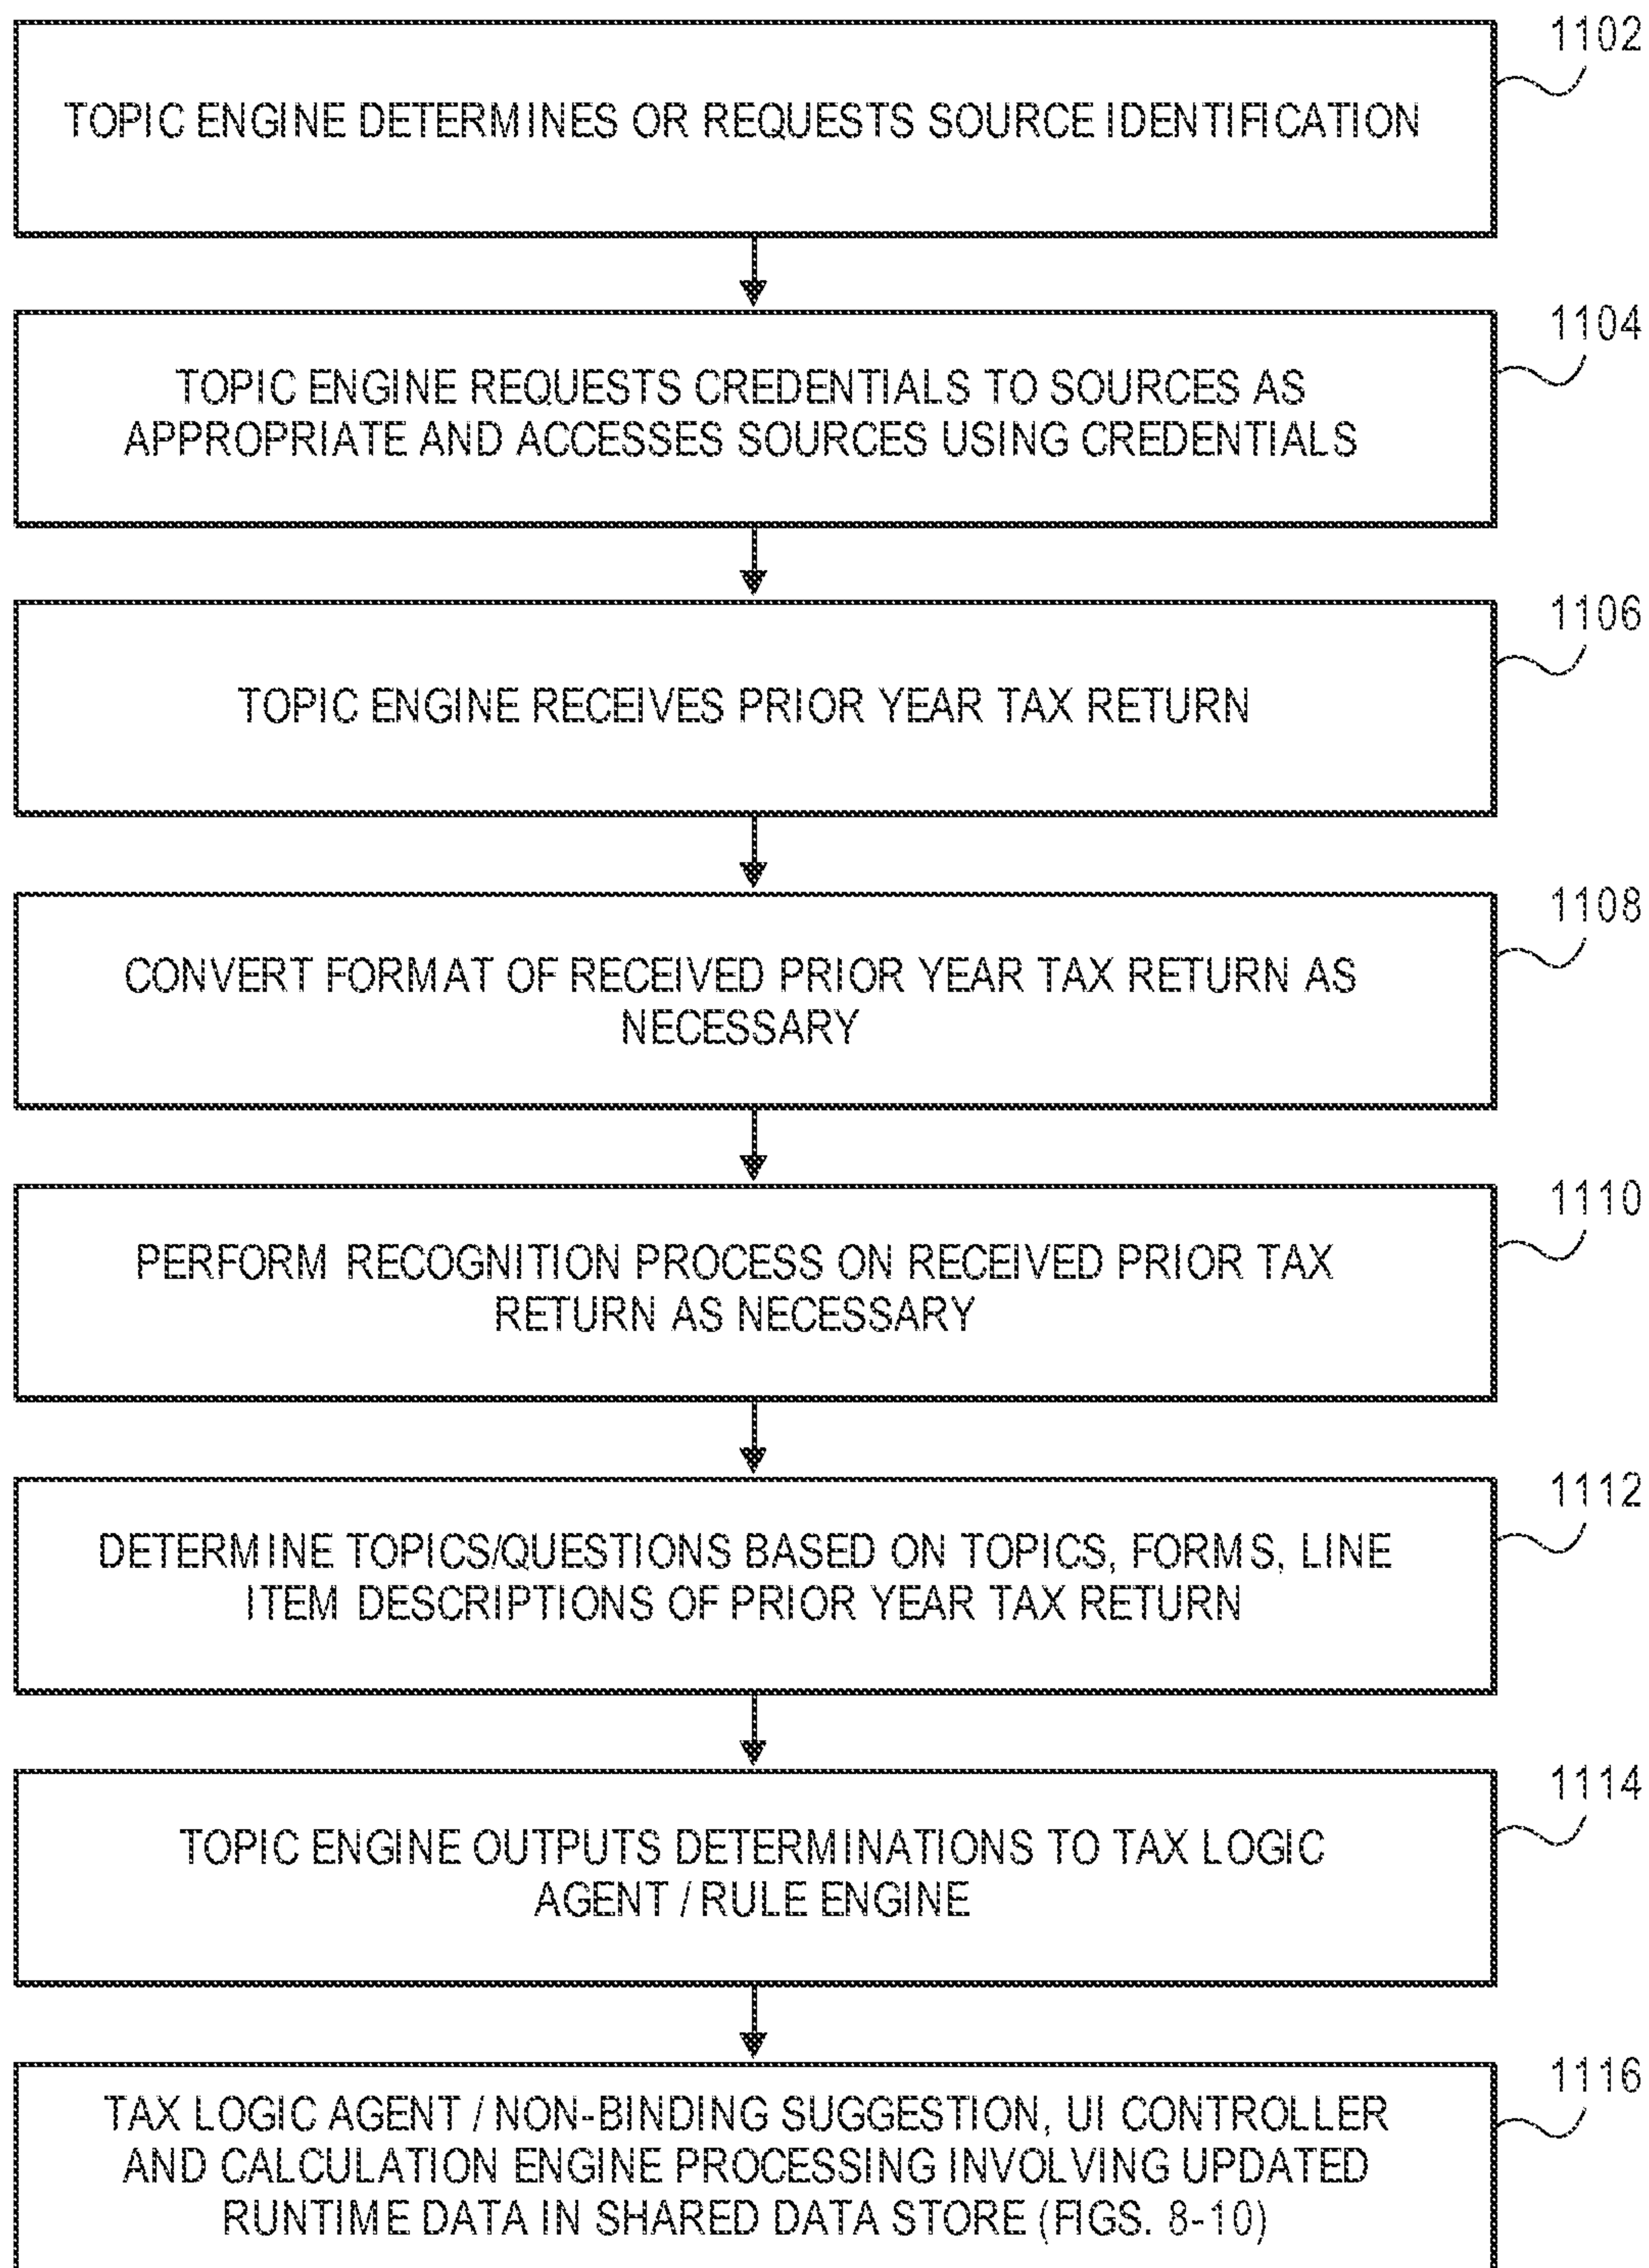 1102
TOPIC ENGINE DETERMINES OR REQUESTS SOURCE IDENTIFICATION
1104
TOPIC ENGINE REQUESTS CREDENTIALS TO SOURCES AS
APPROPRIATE AND ACCESSES SOURCES USING CREDENTIALS
1106
TOPIC ENGINE RECEIVES PRIOR YEAR TAX RETURN
1108
CONVERT FORMAT OF RECEIVED PRIOR YEAR TAX RETURN AS
NECESSARY
1110
PERFORM RECOGNITION PROCESS ON RECEIVED PRIOR TAX
RETURN AS NECESSARY
1112
DETERMINE TOPICS/QUESTIONS BASED ON TOPICS, FORMS, LINE
ITEM DESCRIPTIONS OF PRIOR YEAR TAX RETURN
1114
TOPIC ENGINE OUTPUTS DETERMINATIONS TO TAX LOGIC
AGENT / RULE ENGINE
1116
TAX LOGIC AGENT / NON-BINDING SUGGESTION, UI CONTROLLER
AND CALCULATION ENGINE PROCESSING INVOLVING UPDATED
RUNTIME DATA IN SHARED DATA STORE (FIGS. 8-10)